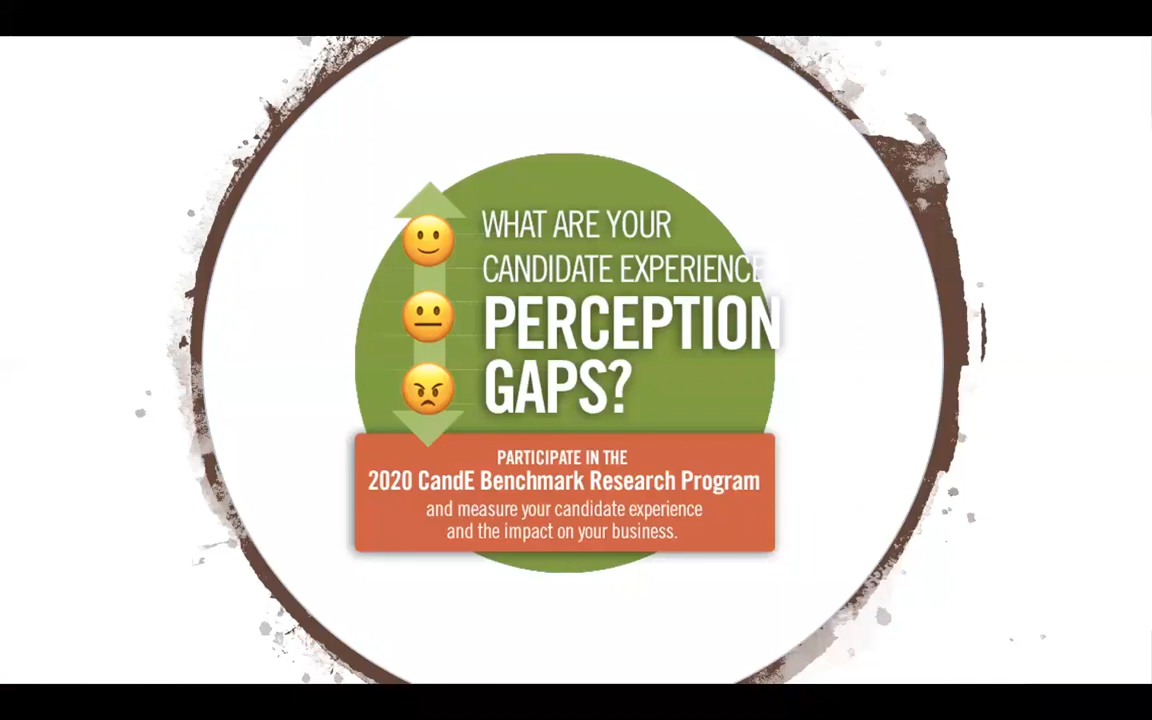 WHAT ARE YOUR
CANDIDATE EXPERIENCE
PERCEPTION
GAPS?
PARTICIPATE IN THE
2020 CandE Benchmark Research Program
and measure your candidate experience
and the impact on your business.